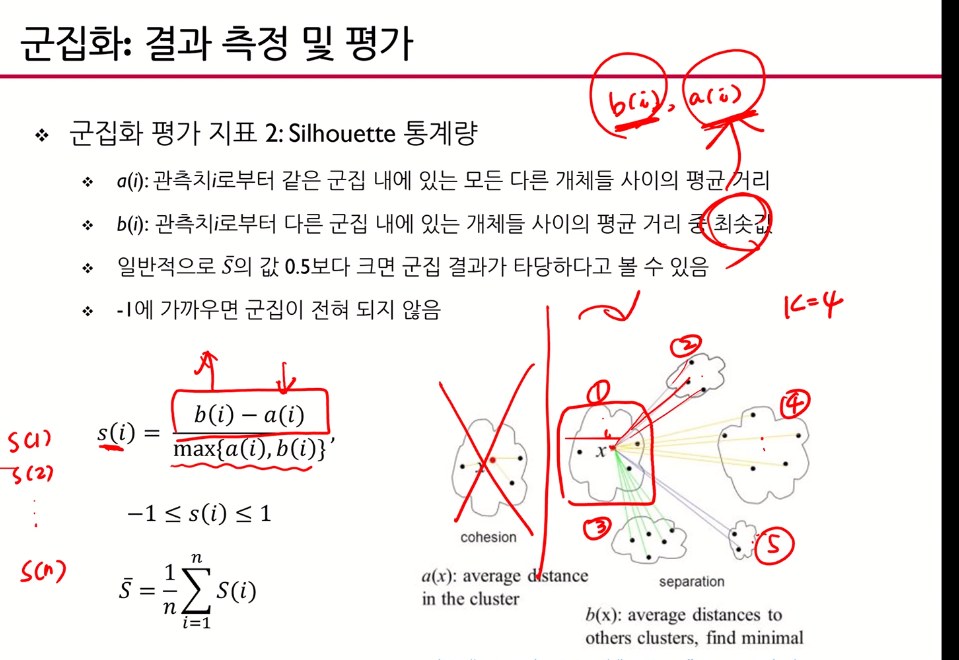 군집화: 결과 측정 및 평가
b(i), a(i)
❖ 군집화 평가 지표 2: Silhouette 통계량
❖ a(i): 관측치i로부터 같은 군집 내에 있는 모든 다른 개체들 사이의 평균 거리
❖ b(i): 관측치i로부터 다른 군집 내에 있는 개체들 사이의 평균 거리 중 최솟값
❖ 일반적으로 S̄의 값 0.5보다 크면 군집 결과가 타당하다고 볼 수 있음
❖ -1에 가까우면 군집이 전혀 되지 않음
K=4
①
②
④
③
⑤
s(i) = (b(i) − a(i)) / max{a(i), b(i)},
S(1)
S(2)
⋮
S(n)
−1 ≤ s(i) ≤ 1
S̄ = 1/n ∑_{i=1}^{n} S(i)
x
x
cohesion
a(x): average distance
in the cluster
separation
b(x): average distances to
others clusters, find minimal